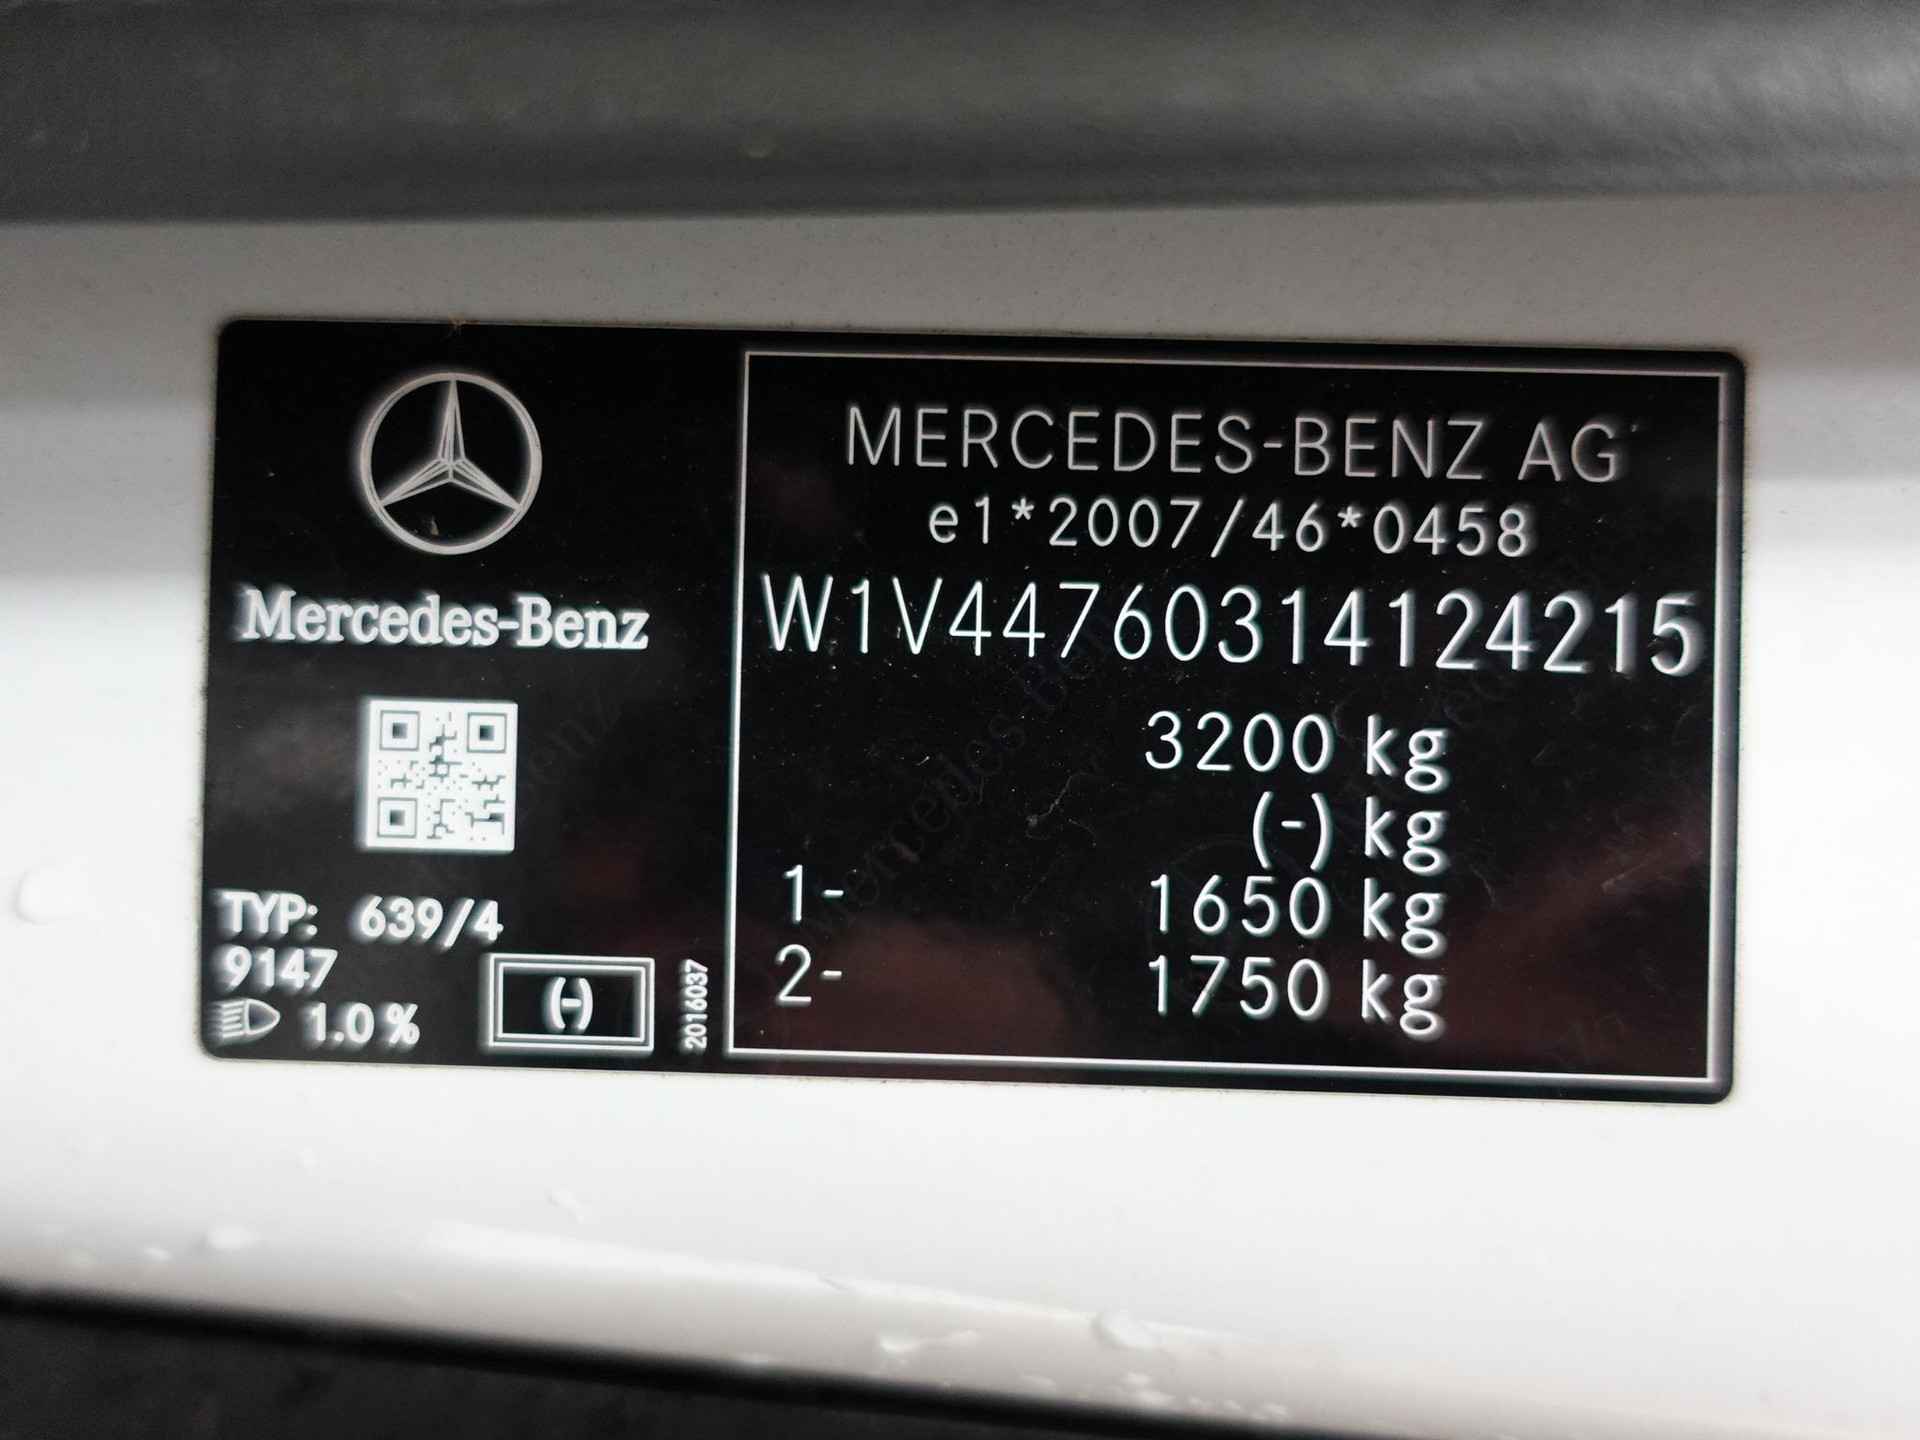 Mercedes-Benz
TYP: 639/4
9147
1.0 %
(-)
2016037
MERCEDES-BENZ AG
e1*2007/46*0458
W1V44760314124215
3200 kg
(-) kg
1- 1650 kg
2- 1750 kg